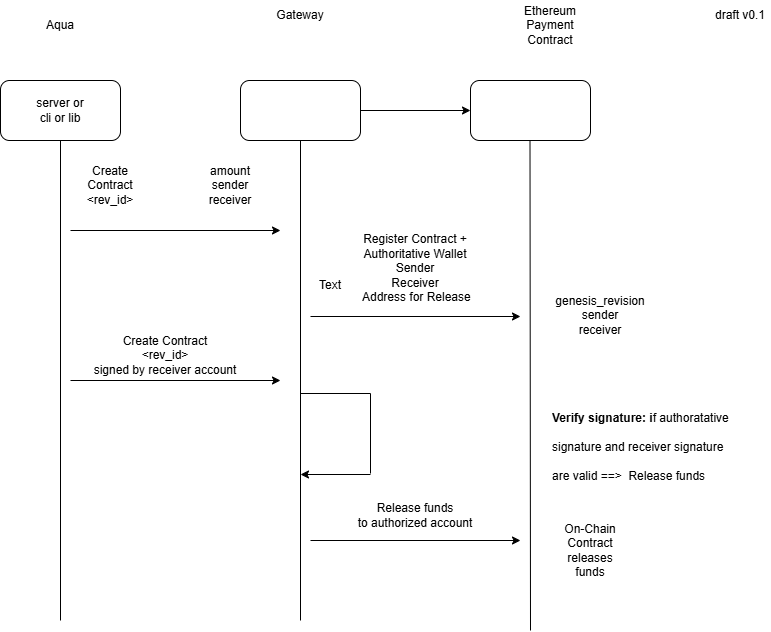 Aqua
Gateway
Ethereum
Payment
Contract
draft v0.1
server or
cli or lib
Create
Contract
<rev_id>
amount
sender
receiver
Register Contract +
Authoritative Wallet
Sender
Receiver
Address for Release
Text
genesis_revision
sender
receiver
Create Contract
<rev_id>
signed by receiver account
Verify signature: if authoratative
signature and receiver signature
are valid ==> Release funds
Release funds
to authorized account
On-Chain
Contract
releases
funds